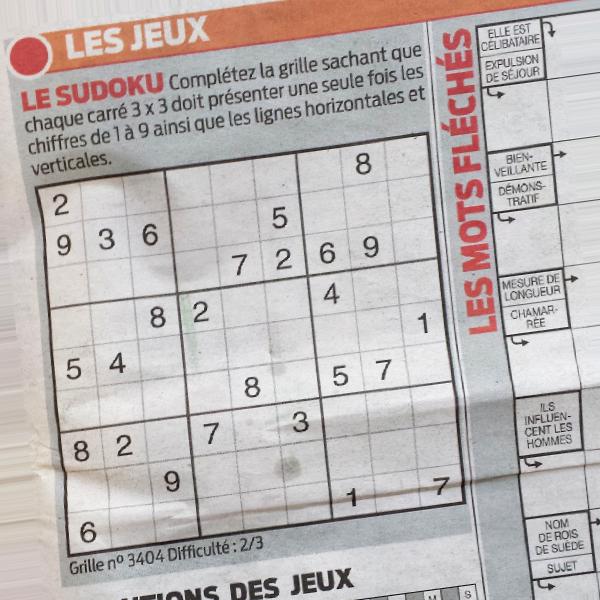 LES JEUX
LE SUDOKU Complétez la grille sachant que
chaque carré 3 x 3 doit présenter une seule fois les
chiffres de 1 à 9 ainsi que les lignes horizontales et
verticales.
2 8
9 3 6 5
7 2 6 9
8 2 4
5 4 1
8 5 7
8 2 7 3
9
6 1 7
Grille nº 3404 Difficulté : 2/3
DES JEUX
M S
LES MOTS FLÉCHÉS
ELLE EST
CÉLIBATAIRE
EXPULSION
DE SÉJOUR
BIEN-
VEILLANTE
DÉMONS-
TRATIF
MESURE DE
LONGUEUR
CHAMAR-
RÉE
ILS
INFLUEN-
CENT LES
HOMMES
NOM
DE ROIS
DE SUÈDE
SUJET